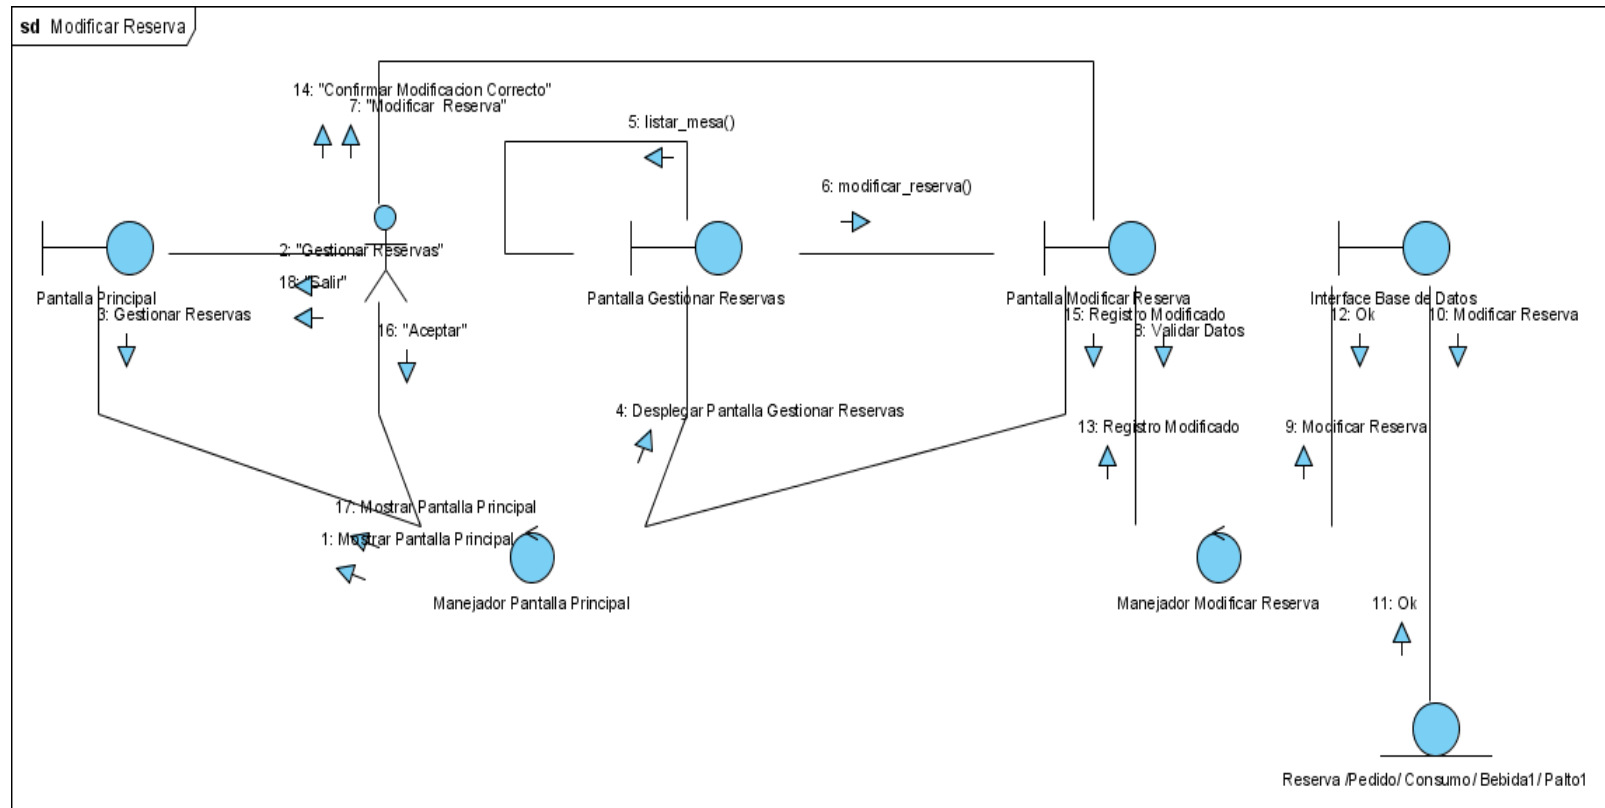 sd Modificar Reserva
14: "Confirmar Modificacion Correcto"
7: "Modificar Reserva"
5: listar_mesa()
6: modificar_reserva()
2: "Gestionar Reservas"
18: "Salir"
Pantalla Principal
Pantalla Gestionar Reservas
Pantalla Modificar Reserva
Interface Base de Datos
3: Gestionar Reservas
15: Registro Modificado
12: Ok
10: Modificar Reserva
16: "Aceptar"
8: Validar Datos
4: Desplegar Pantalla Gestionar Reservas
13: Registro Modificado
9: Modificar Reserva
17: Mostrar Pantalla Principal
1: Mostrar Pantalla Principal
Manejador Pantalla Principal
Manejador Modificar Reserva
11: Ok
Reserva /Pedido/ Consumo/ Bebida1/ Palto1